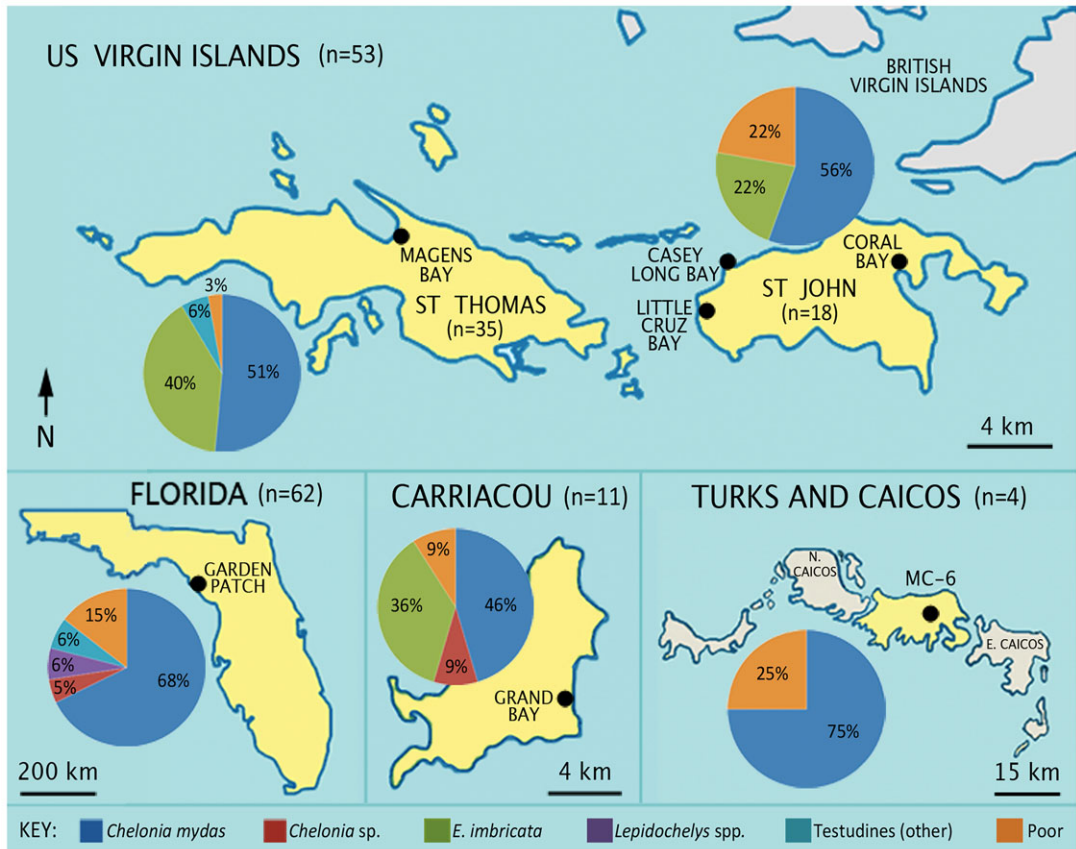 US VIRGIN ISLANDS (n=53)
BRITISH
VIRGIN ISLANDS
22%
56%
22%
MAGENS
BAY
CASEY
LONG BAY
CORAL
BAY
ST THOMAS
(n=35)
LITTLE
CRUZ
BAY
ST JOHN
(n=18)
3%
6%
40%
51%
N
4 km
FLORIDA (n=62)
GARDEN
PATCH
15%
6%
6%
5%
68%
200 km
CARRIACOU (n=11)
9%
36%
46%
9%
GRAND
BAY
4 km
TURKS AND CAICOS (n=4)
N.
CAICOS
MC-6
E. CAICOS
25%
75%
15 km
KEY: Chelonia mydas Chelonia sp. E. imbricata Lepidochelys spp. Testudines (other) Poor